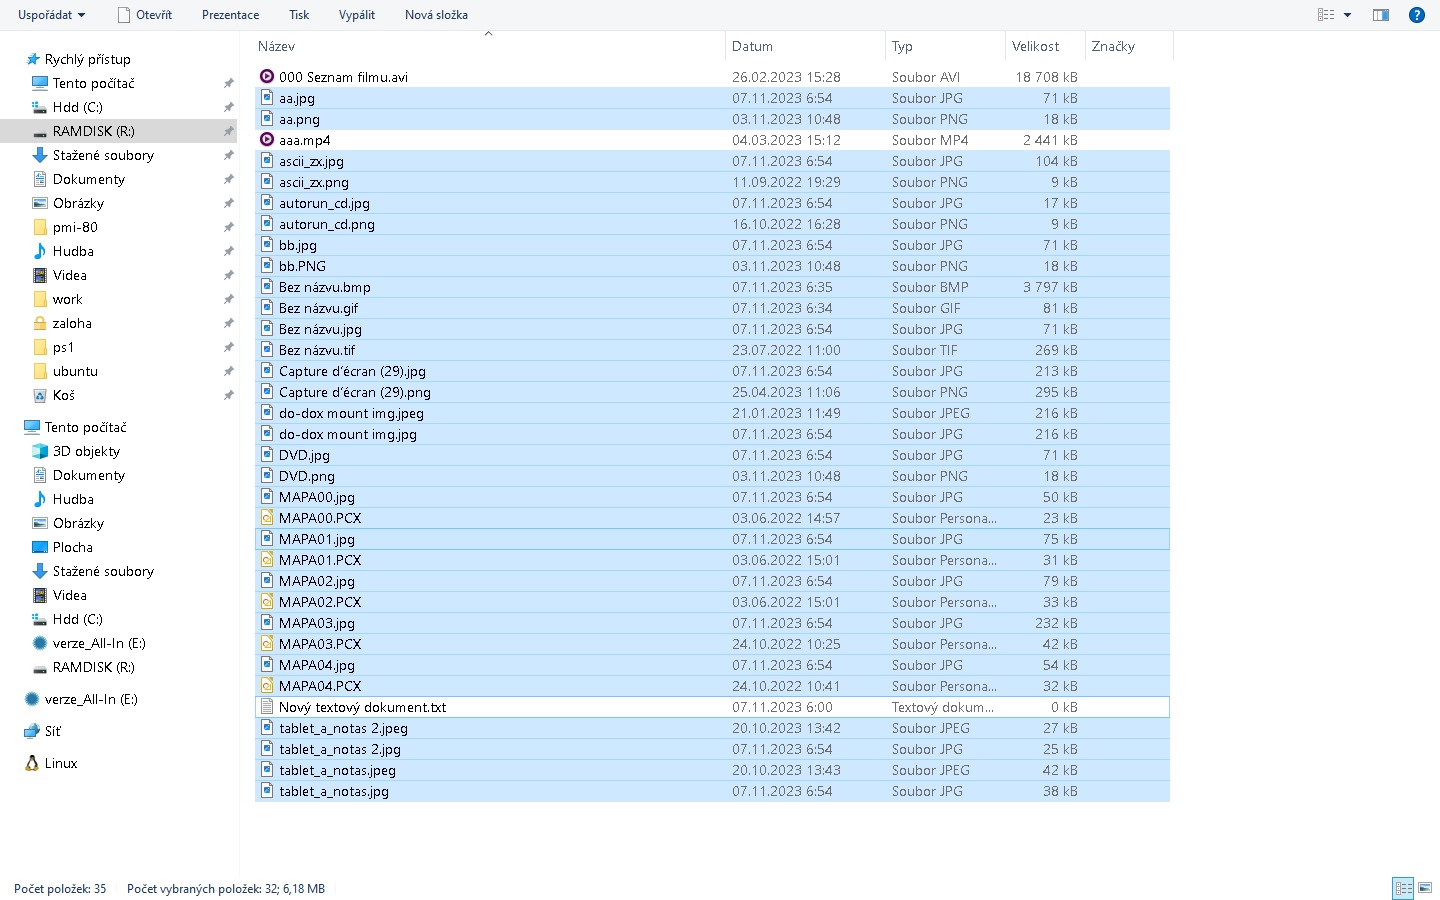 Uspořádat Otevřít Prezentace Tisk Vypálit Nová složka
Rychlý přístup
Tento počítač
Hdd (C:)
RAMDISK (R:)
Stažené soubory
Dokumenty
Obrázky
pmi-80
Hudba
Videa
work
zaloha
ps1
ubuntu
Koš
Tento počítač
3D objekty
Dokumenty
Hudba
Obrázky
Plocha
Stažené soubory
Videa
Hdd (C:)
verze_All-In (E:)
RAMDISK (R:)
verze_All-In (E:)
Síť
Linux
Název Datum Typ Velikost Značky
000 Seznam filmu.avi 26.02.2023 15:28 Soubor AVI 18 708 kB
aa.jpg 07.11.2023 6:54 Soubor JPG 71 kB
aa.png 03.11.2023 10:48 Soubor PNG 18 kB
aaa.mp4 04.03.2023 15:12 Soubor MP4 2 441 kB
ascii_zx.jpg 07.11.2023 6:54 Soubor JPG 104 kB
ascii_zx.png 11.09.2022 19:29 Soubor PNG 9 kB
autorun_cd.jpg 07.11.2023 6:54 Soubor JPG 17 kB
autorun_cd.png 16.10.2022 16:28 Soubor PNG 9 kB
bb.jpg 07.11.2023 6:54 Soubor JPG 71 kB
bb.PNG 03.11.2023 10:48 Soubor PNG 18 kB
Bez názvu.bmp 07.11.2023 6:35 Soubor BMP 3 797 kB
Bez názvu.gif 07.11.2023 6:34 Soubor GIF 81 kB
Bez názvu.jpg 07.11.2023 6:54 Soubor JPG 71 kB
Bez názvu.tif 23.07.2022 11:00 Soubor TIF 269 kB
Capture d’écran (29).jpg 07.11.2023 6:54 Soubor JPG 213 kB
Capture d’écran (29).png 25.04.2023 11:06 Soubor PNG 295 kB
do-dox mount img.jpeg 21.01.2023 11:49 Soubor JPEG 216 kB
do-dox mount img.jpg 07.11.2023 6:54 Soubor JPG 216 kB
DVD.jpg 07.11.2023 6:54 Soubor JPG 71 kB
DVD.png 03.11.2023 10:48 Soubor PNG 18 kB
MAPA00.jpg 07.11.2023 6:54 Soubor JPG 50 kB
MAPA00.PCX 03.06.2022 14:57 Soubor Persona... 23 kB
MAPA01.jpg 07.11.2023 6:54 Soubor JPG 75 kB
MAPA01.PCX 03.06.2022 15:01 Soubor Persona... 31 kB
MAPA02.jpg 07.11.2023 6:54 Soubor JPG 79 kB
MAPA02.PCX 03.06.2022 15:01 Soubor Persona... 33 kB
MAPA03.jpg 07.11.2023 6:54 Soubor JPG 232 kB
MAPA03.PCX 24.10.2022 10:25 Soubor Persona... 42 kB
MAPA04.jpg 07.11.2023 6:54 Soubor JPG 54 kB
MAPA04.PCX 24.10.2022 10:41 Soubor Persona... 32 kB
Nový textový dokument.txt 07.11.2023 6:00 Textový dokum... 0 kB
tablet_a_notas 2.jpeg 20.10.2023 13:42 Soubor JPEG 27 kB
tablet_a_notas 2.jpg 07.11.2023 6:54 Soubor JPG 25 kB
tablet_a_notas.jpeg 20.10.2023 13:43 Soubor JPEG 42 kB
tablet_a_notas.jpg 07.11.2023 6:54 Soubor JPG 38 kB
Počet položek: 35 Počet vybraných položek: 32; 6,18 MB